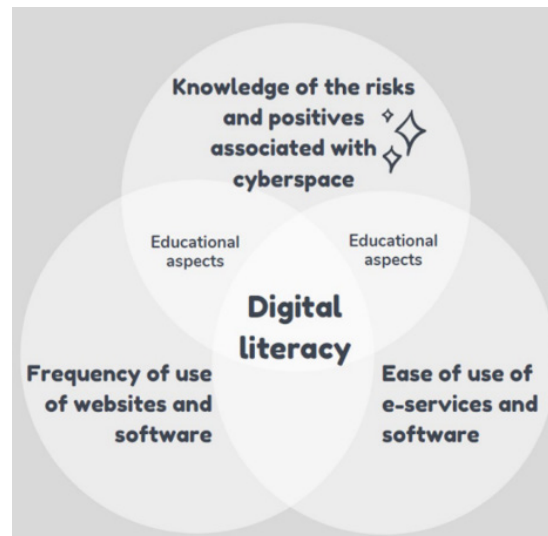 Knowledge of the risks
and positives
associated with
cyberspace
Educational
aspects
Educational
aspects
Digital
literacy
Frequency of use
of websites and
software
Ease of use of
e-services and
software